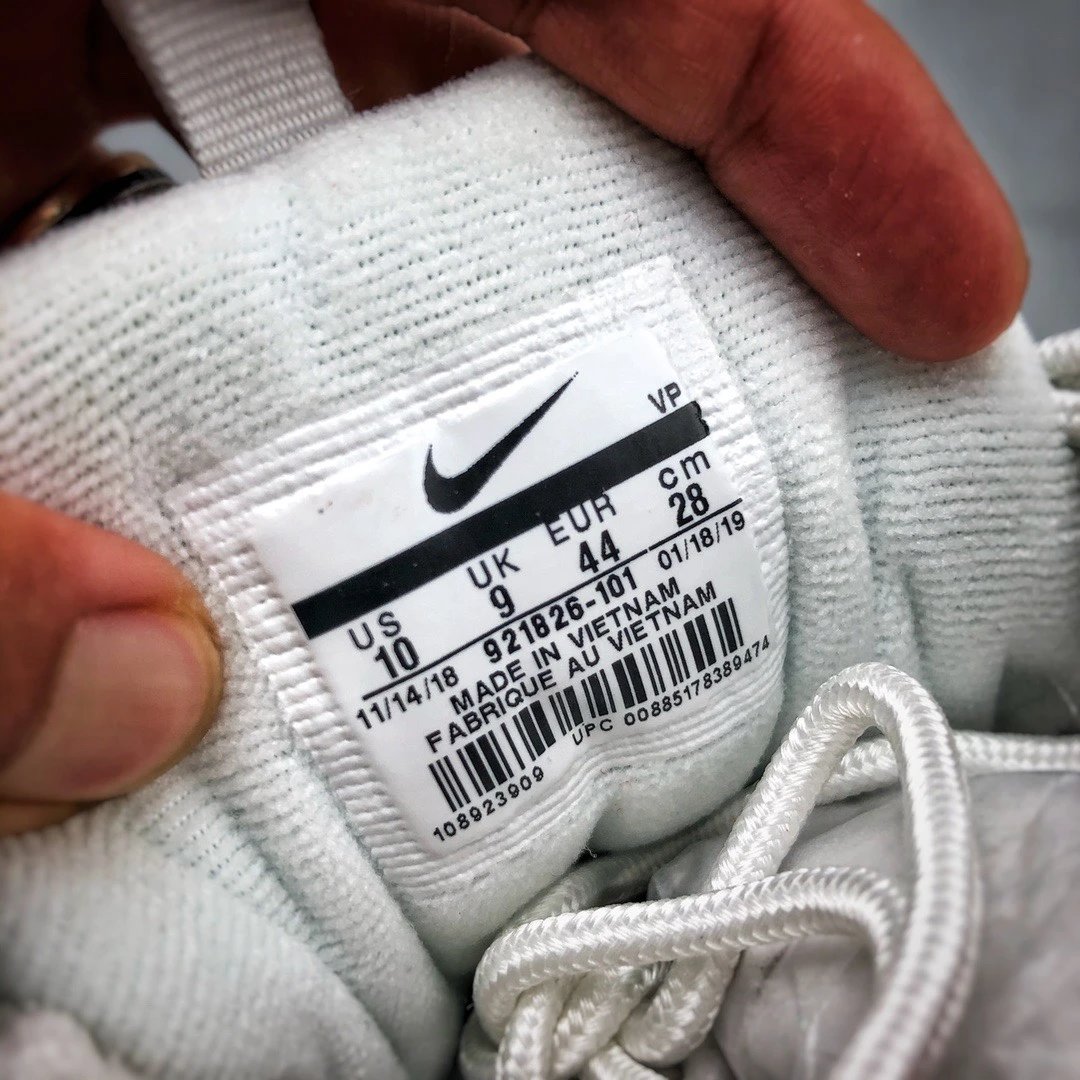 VP
US UK EUR cm
10 9 44 28
11/14/18 921826-101 01/18/19
MADE IN VIETNAM
FABRIQUE AU VIETNAM
UPC 00885178389474
108923909